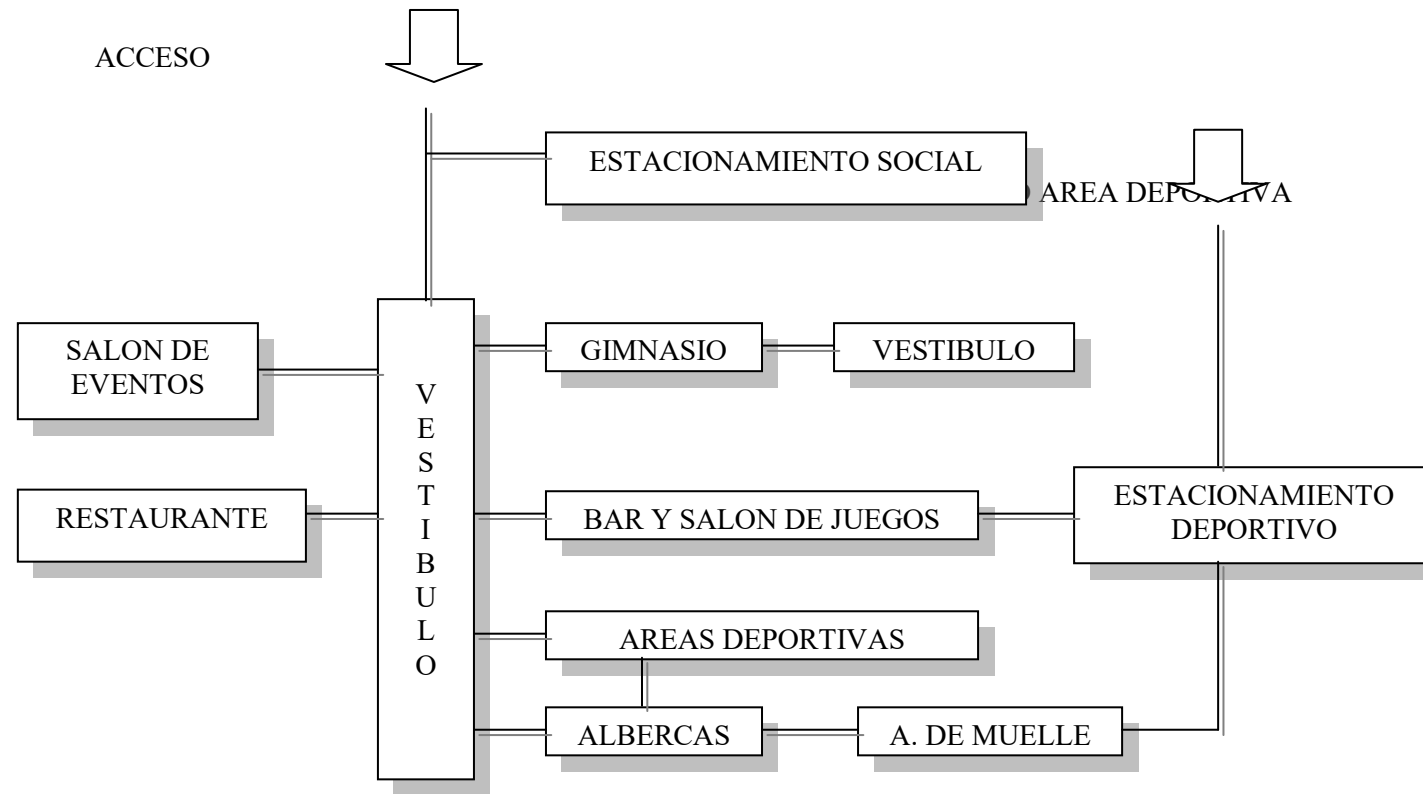 ACCESO
ESTACIONAMIENTO SOCIAL
AREA
SALON DE
EVENTOS
GIMNASIO
VESTIBULO
VESTIBULO
RESTAURANTE
BAR Y SALON DE JUEGOS
ESTACIONAMIENTO
DEPORTIVO
AREAS DEPORTIVAS
ALBERCAS
A. DE MUELLE